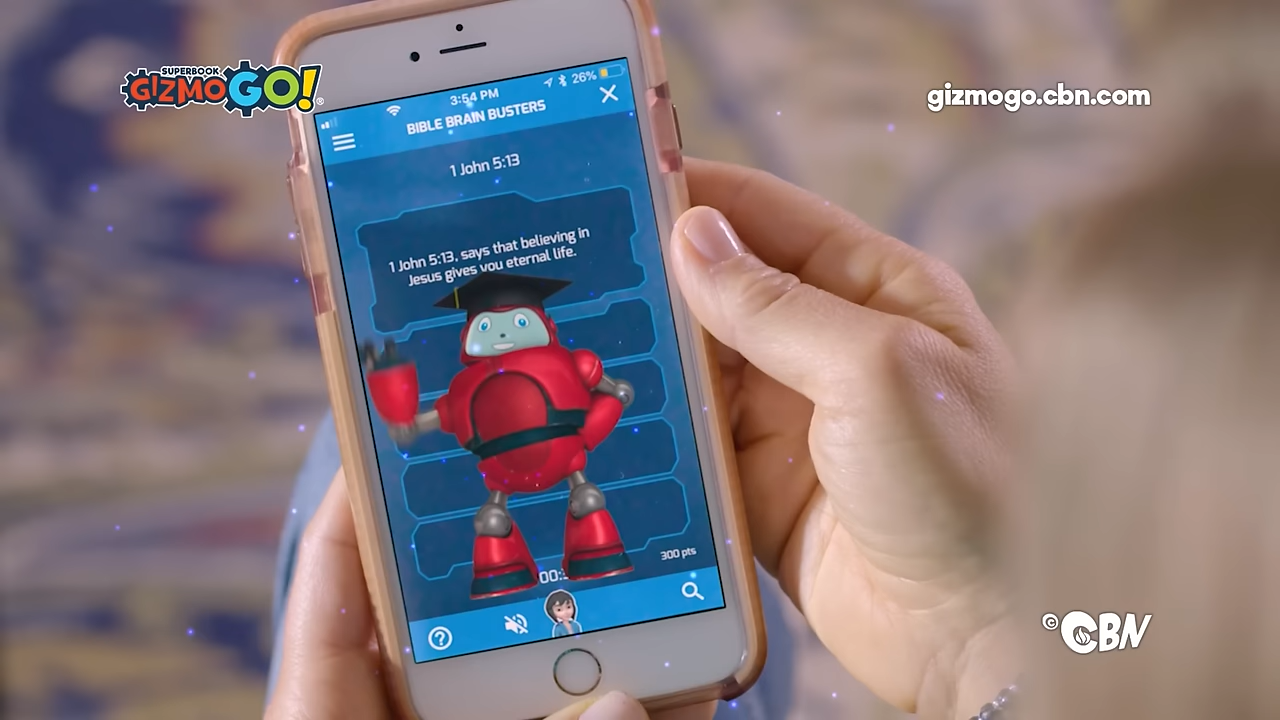 SUPERBOOK
GIZMOGO!®
gizmogo.cbn.com
3:54 PM
26%
BIBLE BRAIN BUSTERS
1 John 5:13
1 John 5:13, says that believing in
Jesus gives you eternal life.
300 pts
00:
?
© CBN